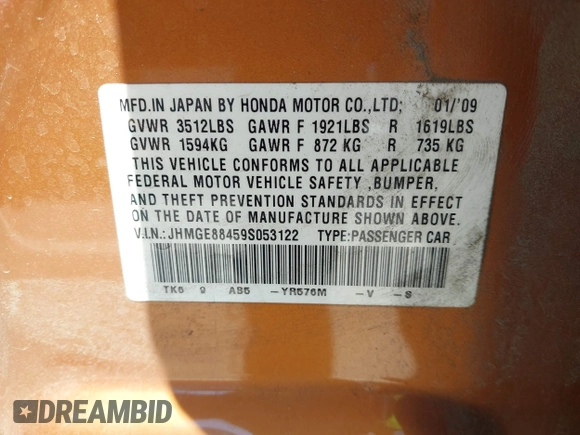 MFD.IN JAPAN BY HONDA MOTOR CO.,LTD; 01/'09
GVWR 3512LBS GAWR F 1921LBS R 1619LBS
GVWR 1594KG GAWR F 872 KG R 735 KG
THIS VEHICLE CONFORMS TO ALL APPLICABLE
FEDERAL MOTOR VEHICLE SAFETY ,BUMPER,
AND THEFT PREVENTION STANDARDS IN EFFECT
ON THE DATE OF MANUFACTURE SHOWN ABOVE.
V.I.N.:JHMGE88459S053122 TYPE:PASSENGER CAR
TK6 9 AB5 -YR576M -V -S
DREAMBID